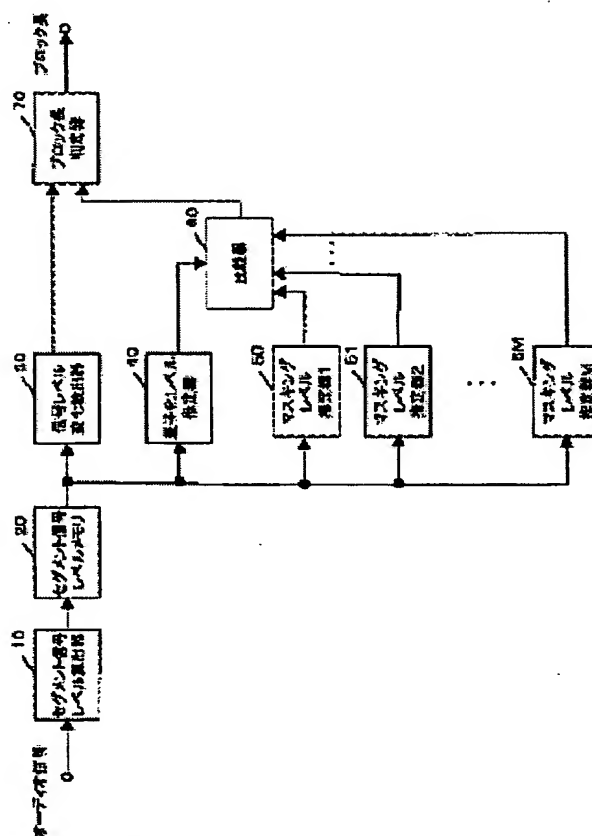 オーディオ信号
10
セグメント信号
レベル算出器
20
セグメント信号
レベルメモリ
30
信号レベル
変化検出器
40
量子化レベル
推定器
50
マスキング
レベル
推定器1
51
マスキング
レベル
推定器2
5M
マスキング
レベル
推定器M
60
比較器
70
ブロック長
判定器
ブロック長